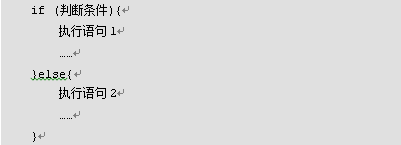 if (判断条件){
执行语句1
……
}else{
执行语句2
……
}